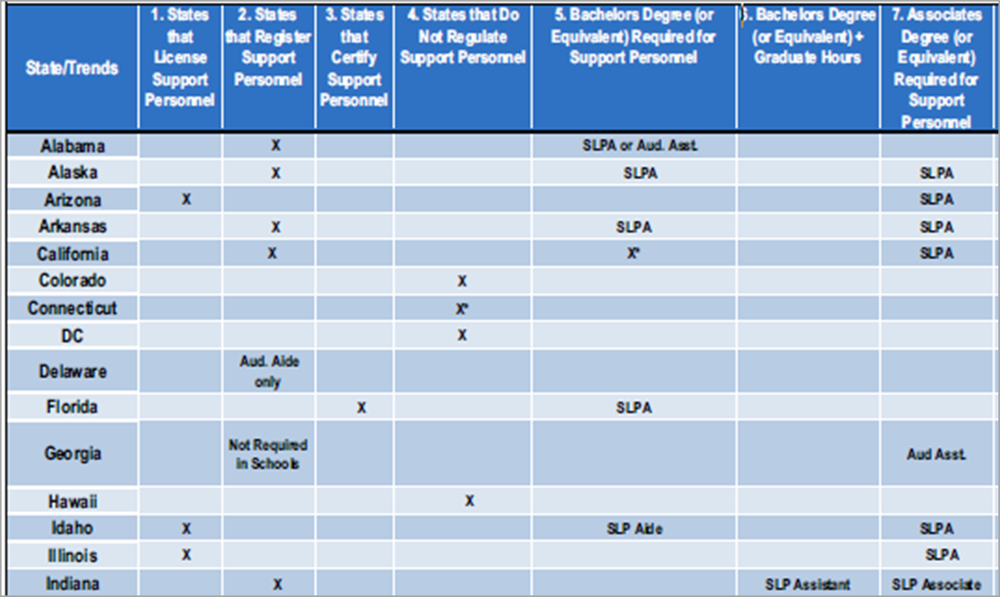 State/Trends
1. States that License Support Personnel
2. States that Register Support Personnel
3. States that Certify Support Personnel
4. States that Do Not Regulate Support Personnel
5. Bachelors Degree (or Equivalent) Required for Support Personnel
6. Bachelors Degree (or Equivalent) + Graduate Hours
7. Associates Degree (or Equivalent) Required for Support Personnel
Alabama X SLPA or Aud. Asst.
Alaska X SLPA SLPA
Arizona X SLPA
Arkansas X SLPA SLPA
California X X* SLPA
Colorado X
Connecticut X*
DC X
Delaware Aud. Aide only
Florida X SLPA
Georgia Not Required in Schools Aud Asst.
Hawaii X
Idaho X SLP Aide SLPA
Illinois X SLPA
Indiana X SLP Assistant SLP Associate